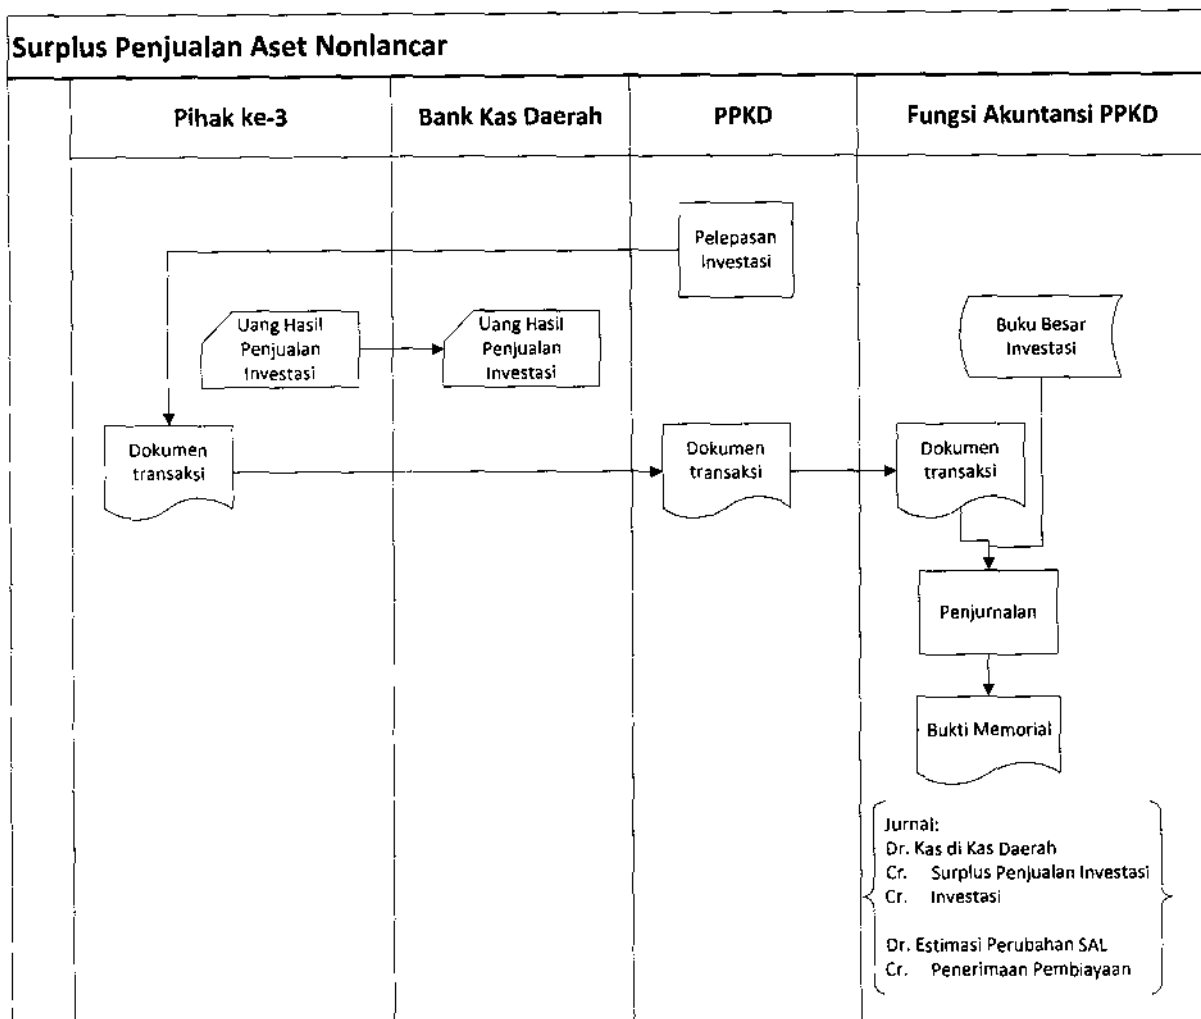 Surplus Penjualan Aset Nonlancar
Pihak ke-3
Bank Kas Daerah
PPKD
Fungsi Akuntansi PPKD
Pelepasan
Investasi
Uang Hasil
Penjualan
Investasi
Uang Hasil
Penjualan
Investasi
Buku Besar
Investasi
Dokumen
transaksi
Dokumen
transaksi
Dokumen
transaksi
Penjurnalan
Bukti Memorial
Jurnal:
Dr. Kas di Kas Daerah
Cr. Surplus Penjualan Investasi
Cr. Investasi
Dr. Estimasi Perubahan SAL
Cr. Penerimaan Pembiayaan